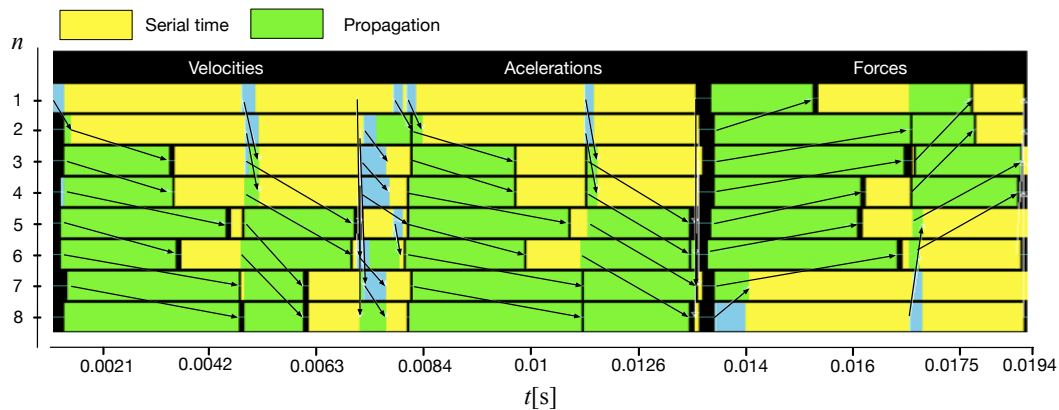 Serial time Propagation
n
Velocities Acelerations Forces
1
2
3
4
5
6
7
8
0.0021 0.0042 0.0063 0.0084 0.01 0.0126 0.014 0.016 0.0175 0.0194
t[s]